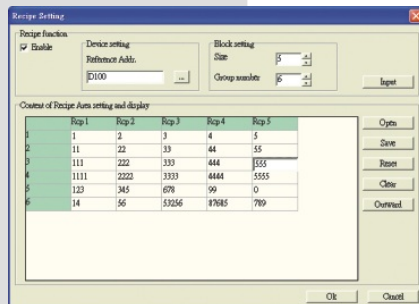 Recipe Setting
Recipe function
Enable
Device setting
Reference Addr.
D100
...
Block setting
Size 5
Group number 6
Input
Content of Recipe Area setting and display
Rcp 1 Rcp 2 Rcp 3 Rcp 4 Rcp 5
1 1 2 3 4 5
2 11 22 33 44 55
3 111 222 333 444 555
4 1111 2222 3333 4444 5555
5 123 345 678 99 0
6 14 56 53256 87685 789
Open
Save
Reset
Clear
Outward
Ok Cancel